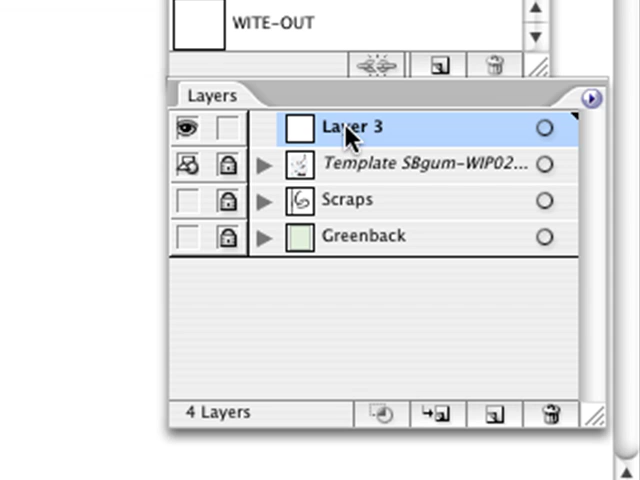 WITE-OUT
Layers
Layer 3
Template SBgum-WIP02...
Scraps
Greenback
4 Layers